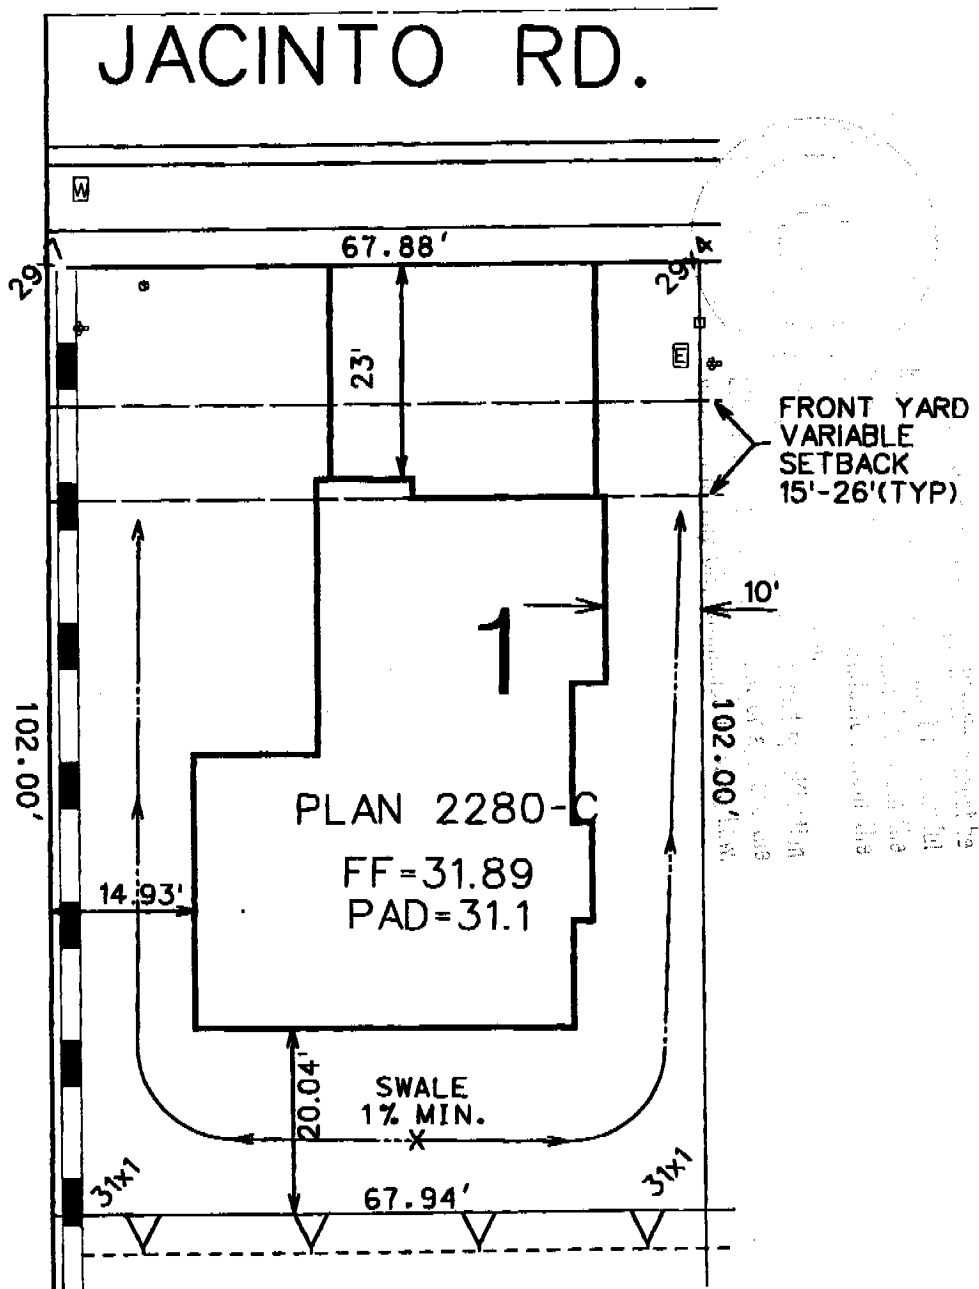 JACINTO RD.
W
67.88'
29
29x4
23'
E
FRONT YARD
VARIABLE
SETBACK
15'-26'(TYP)
10'
1
102.00'
102.00'
PLAN 2280-C
FF=31.89
PAD=31.1
14.93'
20.04'
SWALE
1% MIN.
X
31x1
31x1
67.94'